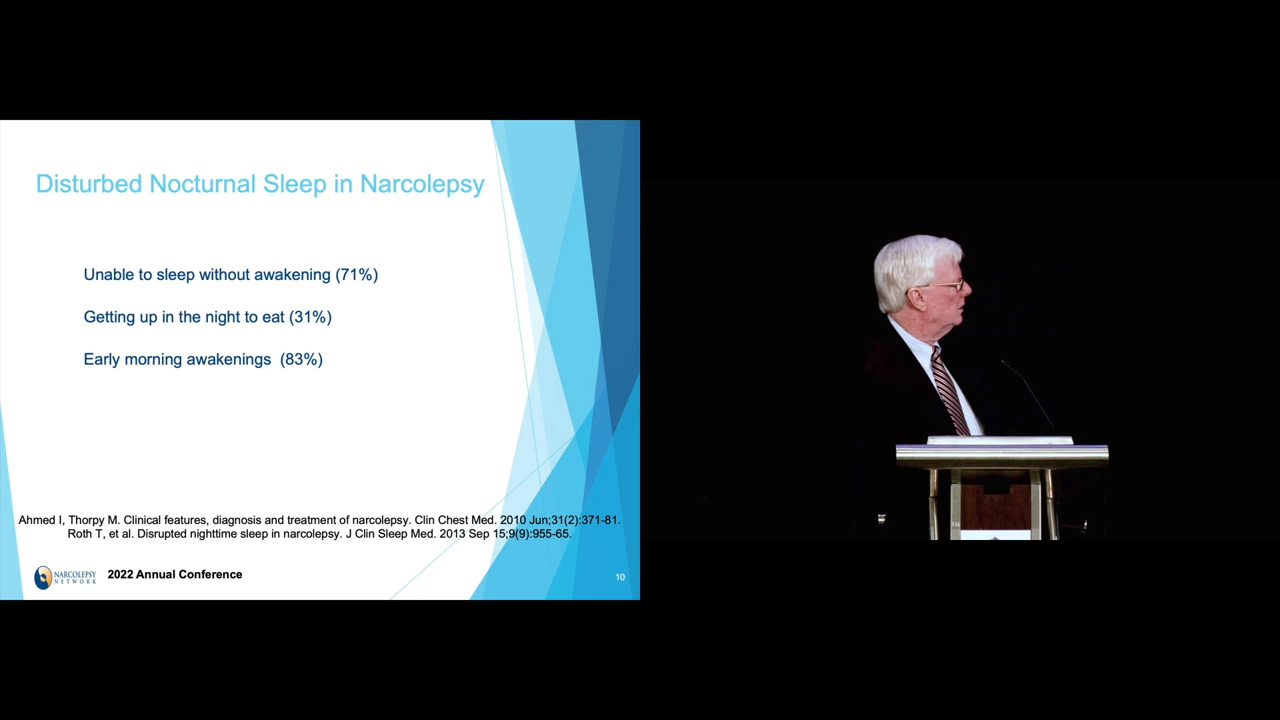 Disturbed Nocturnal Sleep in Narcolepsy
Unable to sleep without awakening (71%)
Getting up in the night to eat (31%)
Early morning awakenings (83%)
Ahmed I, Thorpy M. Clinical features, diagnosis and treatment of narcolepsy. Clin Chest Med. 2010 Jun;31(2):371-81.
Roth T, et al. Disrupted nighttime sleep in narcolepsy. J Clin Sleep Med. 2013 Sep 15;9(9):955-65.
NARCOLEPSY
NETWORK
2022 Annual Conference
10